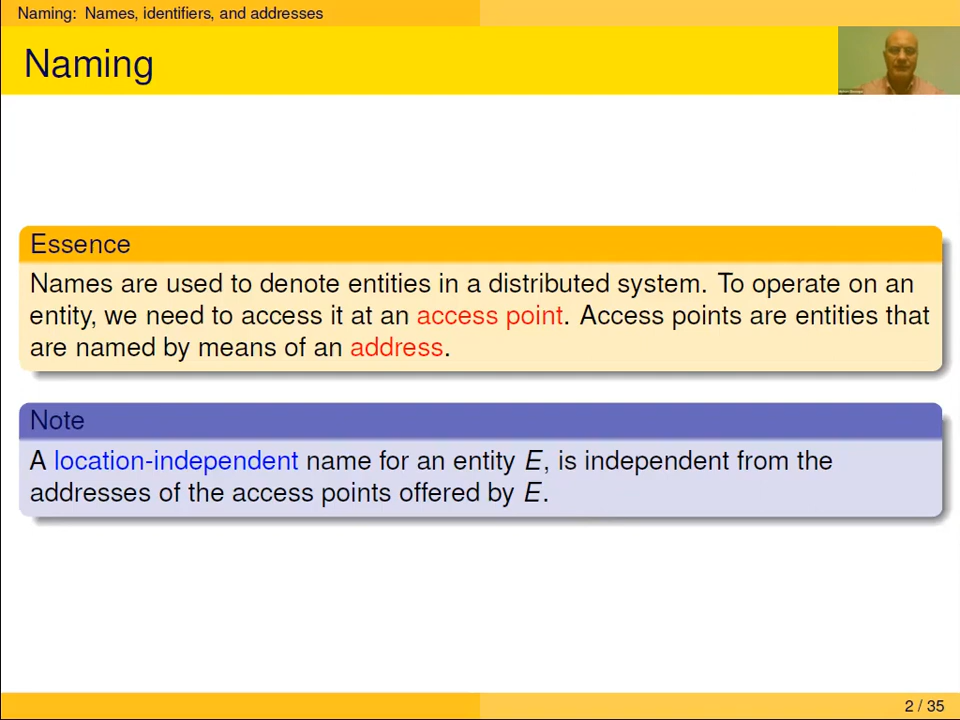 Naming: Names, identifiers, and addresses
Naming
Essence
Names are used to denote entities in a distributed system. To operate on an
entity, we need to access it at an access point. Access points are entities that
are named by means of an address.
Note
A location-independent name for an entity E, is independent from the
addresses of the access points offered by E.
2 / 35